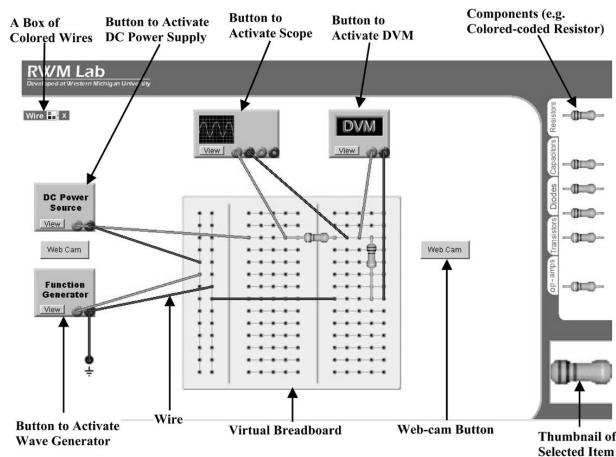 A Box of
Colored Wires
Button to Activate
DC Power Supply
Button to
Activate Scope
Button to
Activate DVM
Components (e.g.
Colored-coded Resistor)
RWM Lab
Developed at Western Michigan University
Wire
X
View
DVM
View
DC Power
Source
View
Web Cam
Function
Generator
View
Web Cam
Resistors
Capacitors
Diodes
Transistors
op-amps
Button to Activate
Wave Generator
Wire
Virtual Breadboard
Web-cam Button
Thumbnail of
Selected Item